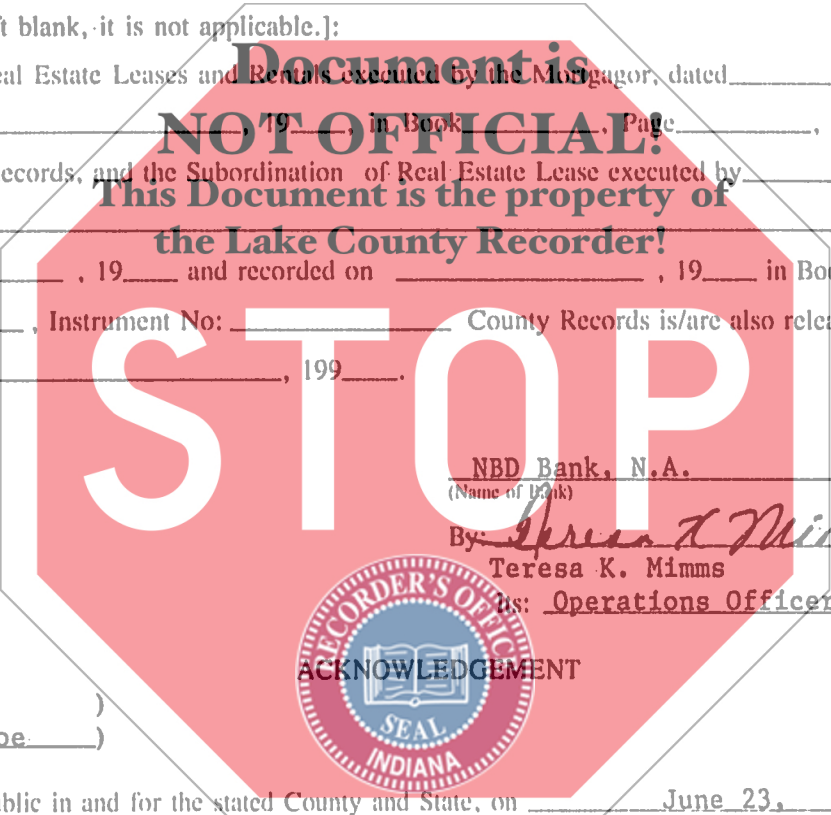 t blank, it is not applicable.]:
Document is
eal Estate Leases and Rentals executed by the Mortgagor, dated
NOT OFFICIAL!
, 19 , in Book , Page ,
ecords, and the Subordination of Real Estate Lease executed by
This Document is the property of
the Lake County Recorder!
, 19 and recorded on , 19 in Boo
, Instrument No: County Records is/are also relea
STOP
, 199 .
NBD Bank, N.A.
(Name of Bank)
By: Teresa K Mim
Teresa K. Mimms
Its: Operations Officer
RECORDER'S OFFICE
ACKNOWLEDGEMENT
SEAL
INDIANA
)
oe )
blic in and for the stated County and State, on June 23,